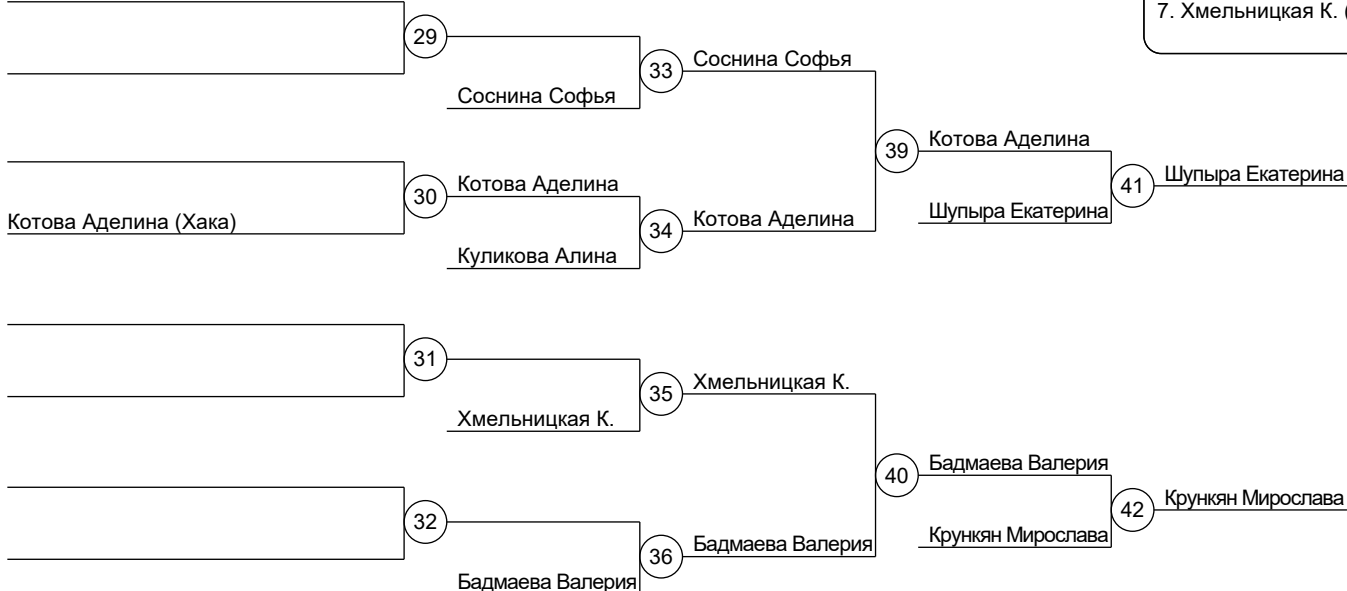 7. Хмельницкая К. (
29
Соснина Софья
33
Соснина Софья
39
Котова Аделина
Котова Аделина (Хака)
30
Котова Аделина
Куликова Алина
34
Котова Аделина
Шупыра Екатерина
41
Шупыра Екатерина
31
Хмельницкая К.
35
Хмельницкая К.
40
Бадмаева Валерия
32
Бадмаева Валерия
36
Бадмаева Валерия
Крункян Мирослава
42
Крункян Мирослава